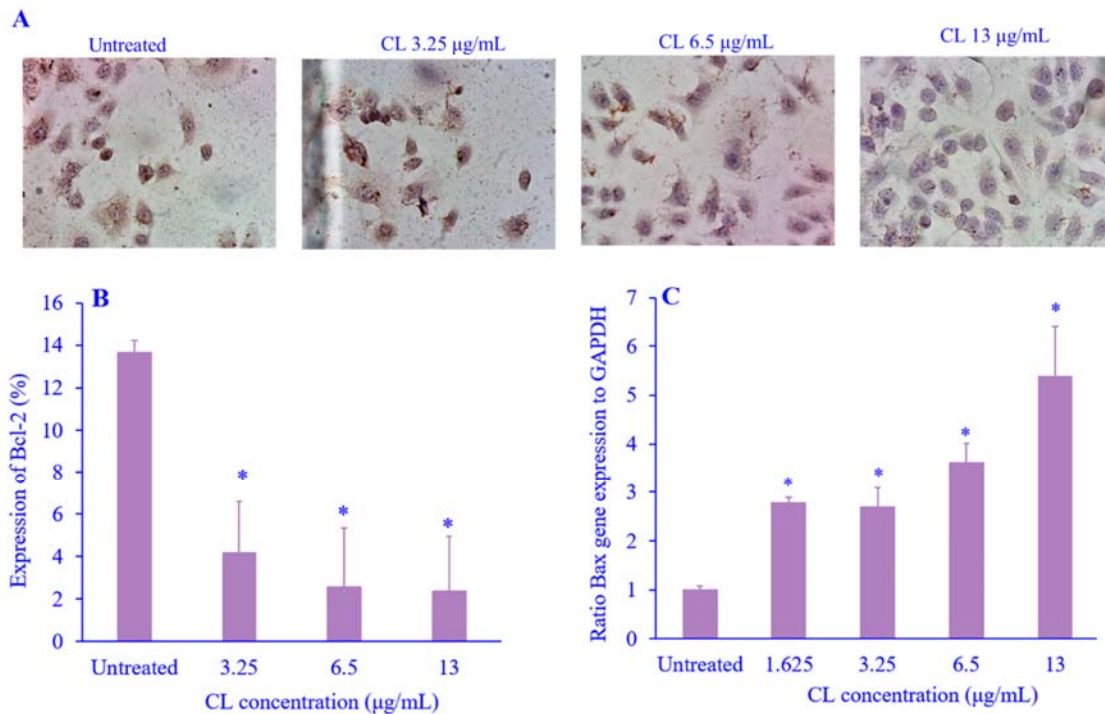 A
Untreated
CL 3.25 µg/mL
CL 6.5 µg/mL
CL 13 µg/mL
B
Expression of Bcl-2 (%)
16
14
12
10
8
6
4
2
0
*
*
*
Untreated
3.25
6.5
13
CL concentration (µg/mL)
C
Ratio Bax gene expression to GAPDH
7
6
5
4
3
2
1
0
*
*
*
*
Untreated
1.625
3.25
6.5
13
CL concentration (µg/mL)